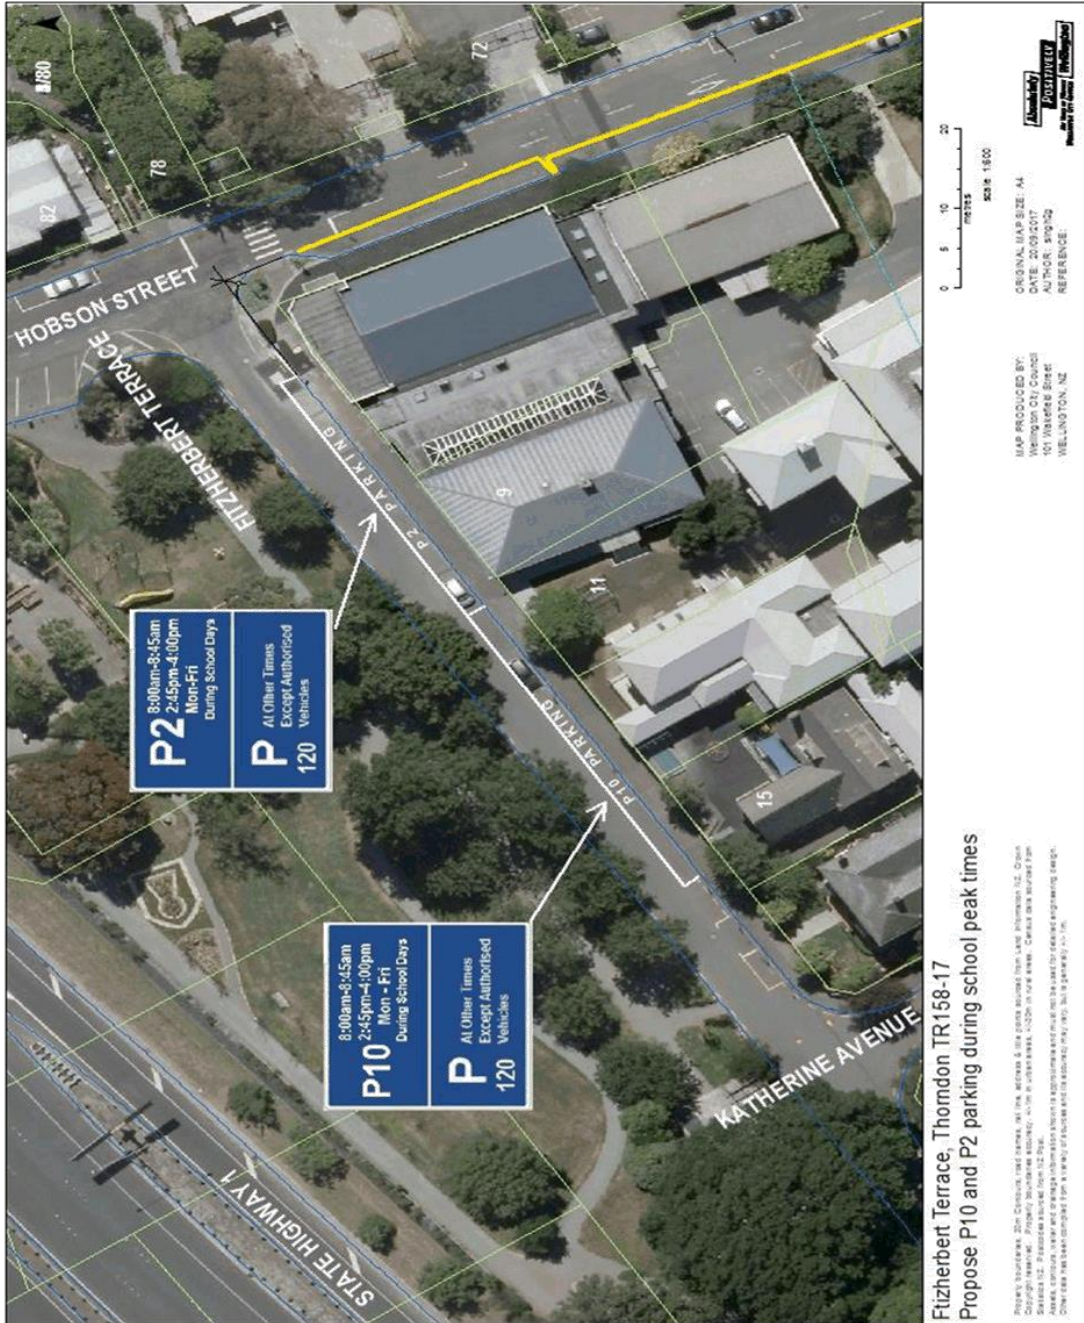 HOBSON STREET
FITZHERBERT TERRACE
82
78
72
P2 PARKING
9
11
P10 PARKING
15
STATE HIGHWAY 1
KATHERINE AVENUE
P2
8:00am-8:45am
2:45pm-4:00pm
Mon-Fri
During School Days
P
120
At Other Times
Except Authorised
Vehicles
P10
8:00am-8:45am
2:45pm-4:00pm
Mon - Fri
During School Days
P
120
At Other Times
Except Authorised
Vehicles
Ftizherbert Terrace, Thorndon TR158-17
Propose P10 and P2 parking during school peak times
MAP PRODUCED BY:
Wellington City Council
101 Wakefield Street
WELLINGTON, NZ
ORIGINAL MAP SIZE: A4
DATE: 20/09/2017
AUTHOR:
REFERENCE:
0 5 10 20
metres
scale 1:600
Absolutely
POSITIVELY
Wellington